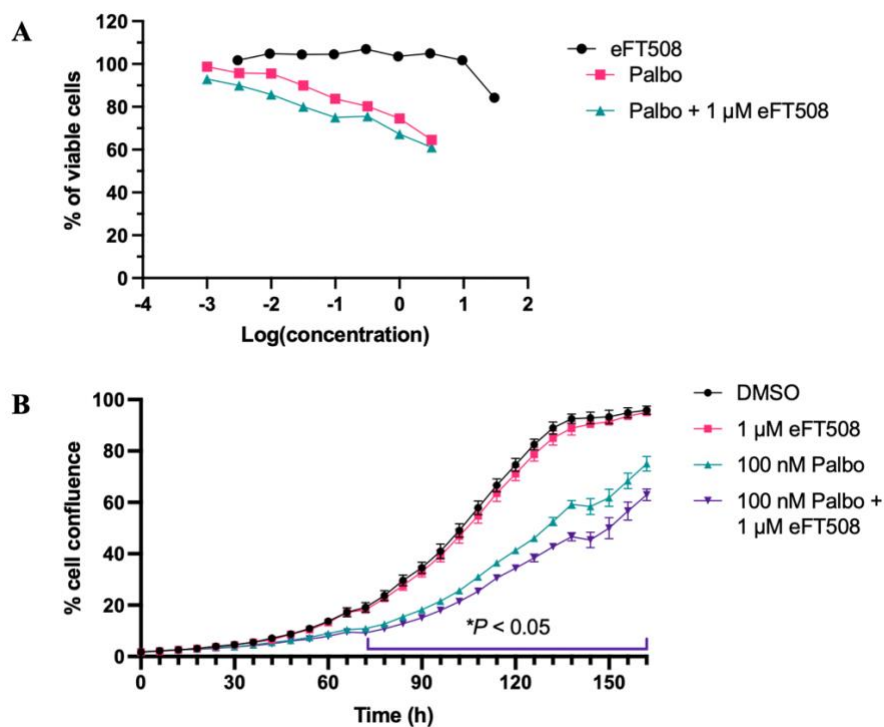 A
120
100
80
60
40
20
0
% of viable cells
-4 -3 -2 -1 0 1 2
Log(concentration)
eFT508
Palbo
Palbo + 1 µM eFT508
B
100
80
60
40
20
0
% cell confluence
0 30 60 90 120 150
Time (h)
*P < 0.05
DMSO
1 µM eFT508
100 nM Palbo
100 nM Palbo +
1 µM eFT508